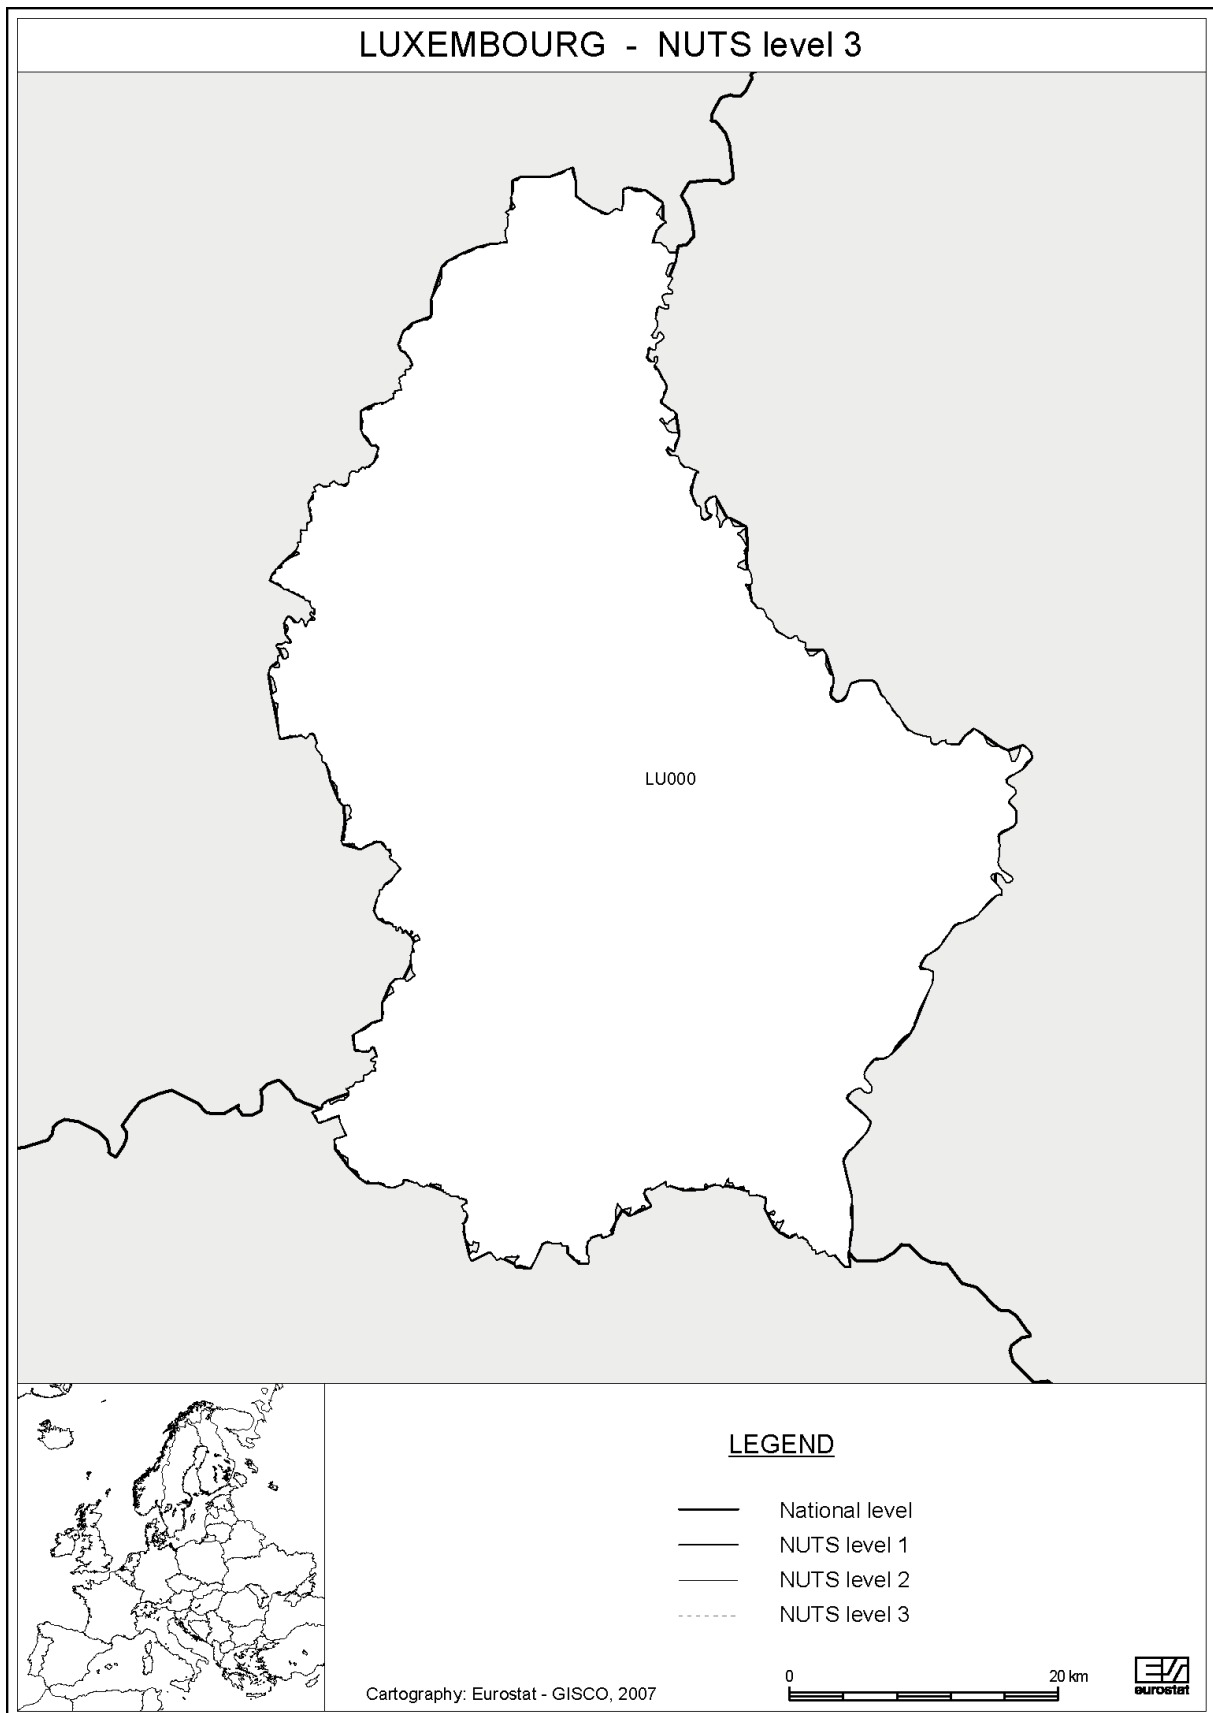 LUXEMBOURG - NUTS level 3
LU000
LEGEND
National level
NUTS level 1
NUTS level 2
NUTS level 3
Cartography: Eurostat - GISCO, 2007
0 20 km
eurostat